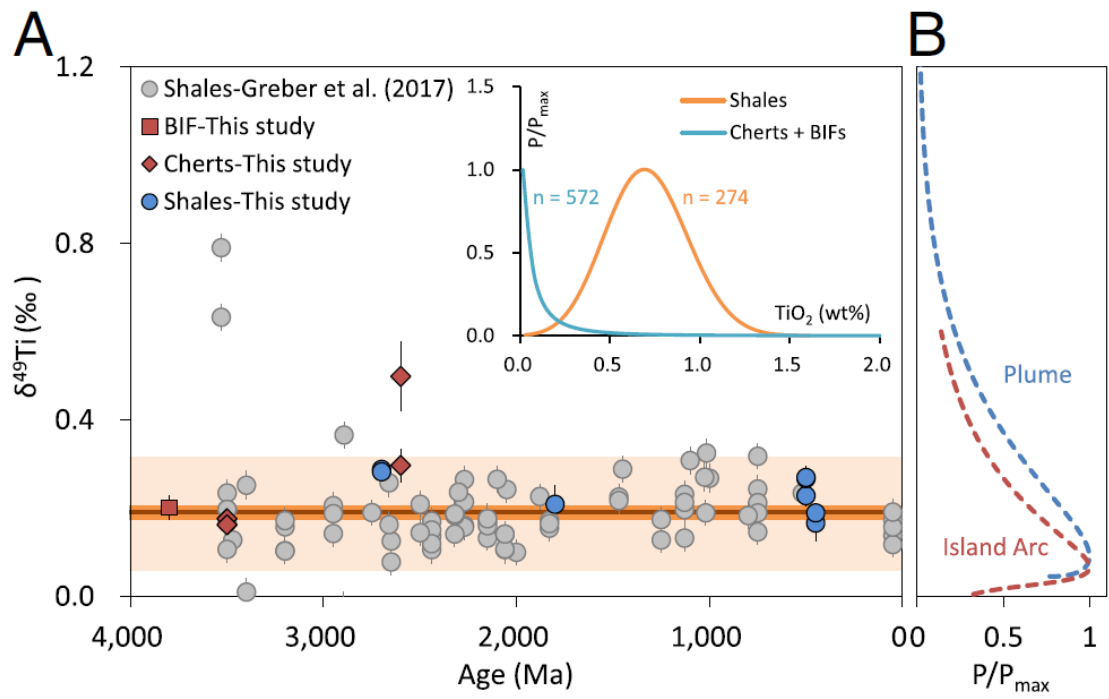 A
B
1.2
0.8
0.4
0.0
δ⁴⁹Ti (‰)
Shales-Greber et al. (2017)
BIF-This study
Cherts-This study
Shales-This study
P/Pₘₐₓ
1.5
1.0
0.5
0.0
Shales
Cherts + BIFs
n = 572
n = 274
TiO₂ (wt%)
0.0
0.5
1.0
1.5
2.0
4,000
3,000
2,000
1,000
0
Age (Ma)
Plume
Island Arc
0
0.5
1
P/Pₘₐₓ